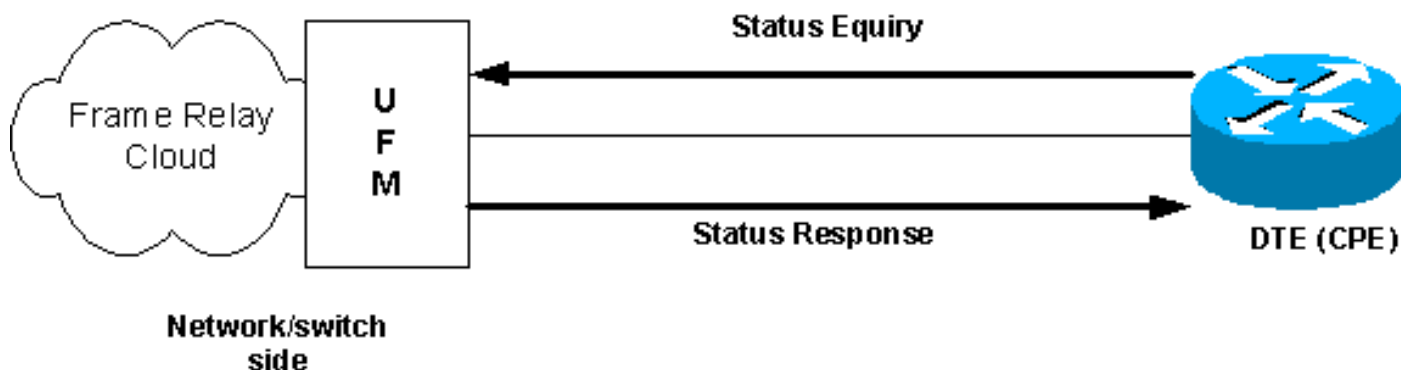 Status Equiry
Frame Relay
Cloud
U
F
M
Status Response
DTE (CPE)
Network/switch
side